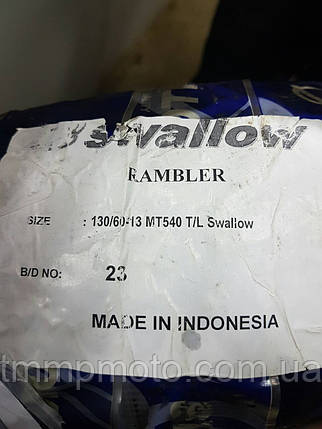 swallow
RAMBLER
SIZE : 130/60-13 MT540 T/L Swallow
B/D NO: 23
MADE IN INDONESIA
tmmpmoto.com.ua